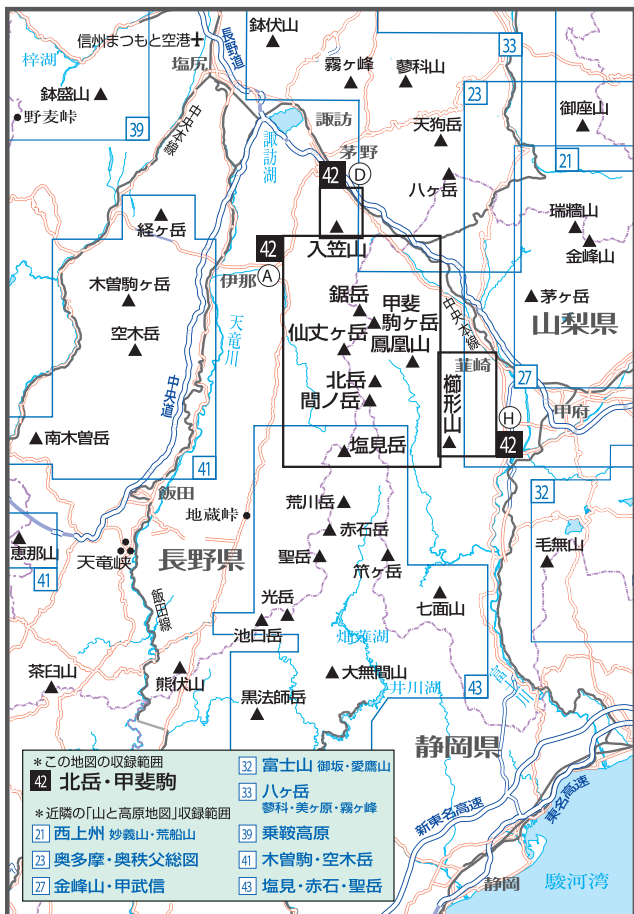 鉢伏山
長野道
信州まつもと空港
塩尻
梓湖
鉢盛山
野麦峠
39
中央本線
霧ヶ峰
蓼科山
33
23
天狗岳
御座山
21
諏訪
諏訪湖
茅野
42
D
八ヶ岳
瑞牆山
金峰山
経ヶ岳
入笠山
42
A
伊那
木曽駒ヶ岳
空木岳
天竜川
中央道
鋸岳
甲斐
駒ヶ岳
仙丈ヶ岳
鳳凰山
中央本線
茅ヶ岳
山梨県
韮崎
27
北岳
間ノ岳
櫛形山
H
42
甲府
南木曽岳
41
塩見岳
飯田
地蔵峠
荒川岳
32
赤石岳
恵那山
41
天竜峡
長野県
聖岳
笊ヶ岳
毛無山
飯田線
光岳
池口岳
七面山
畑薙湖
茶臼山
熊伏山
大無間山
井川湖
43
富士川
黒法師岳
静岡県
新東名高速
東名高速
静岡
駿河湾
*この地図の収録範囲
42 北岳・甲斐駒
*近隣の「山と高原地図」収録範囲
21 西上州 妙義山・荒船山
23 奥多摩・奥秩父総図
27 金峰山・甲武信
32 富士山 御坂・愛鷹山
33 八ヶ岳
蓼科・美ヶ原・霧ヶ峰
39 乗鞍高原
41 木曽駒・空木岳
43 塩見・赤石・聖岳